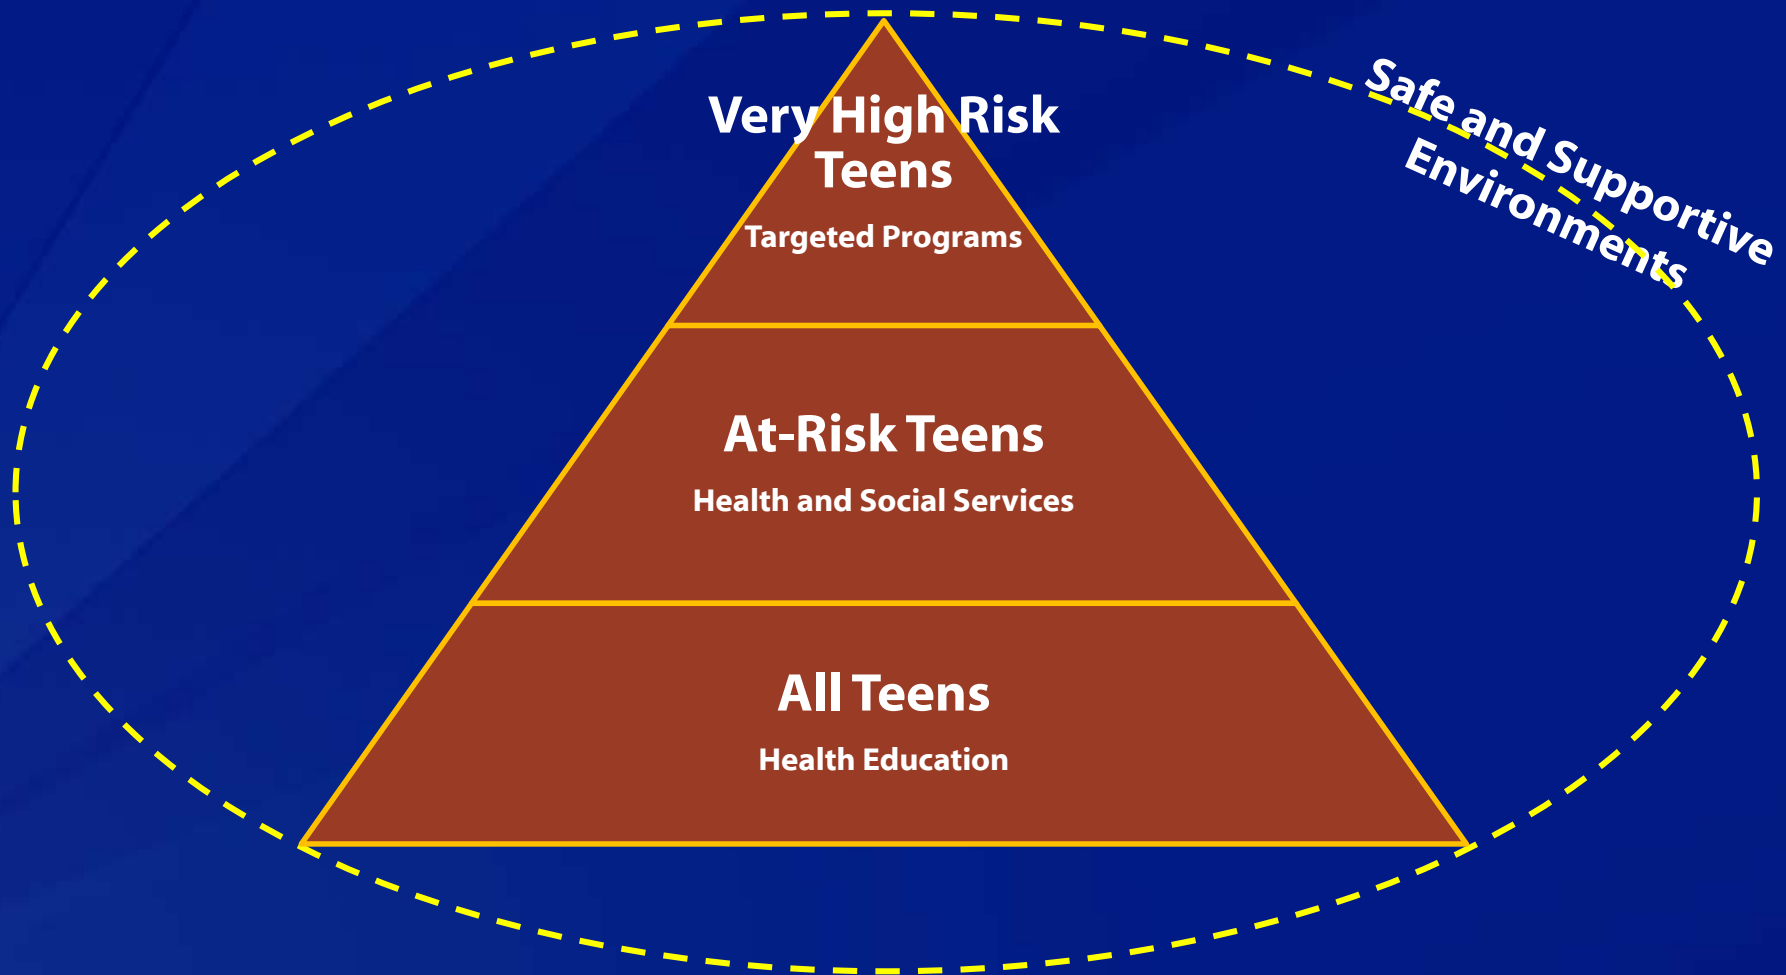 Very High Risk
Teens
Targeted Programs
Safe and Supportive
Environments
At-Risk Teens
Health and Social Services
All Teens
Health Education